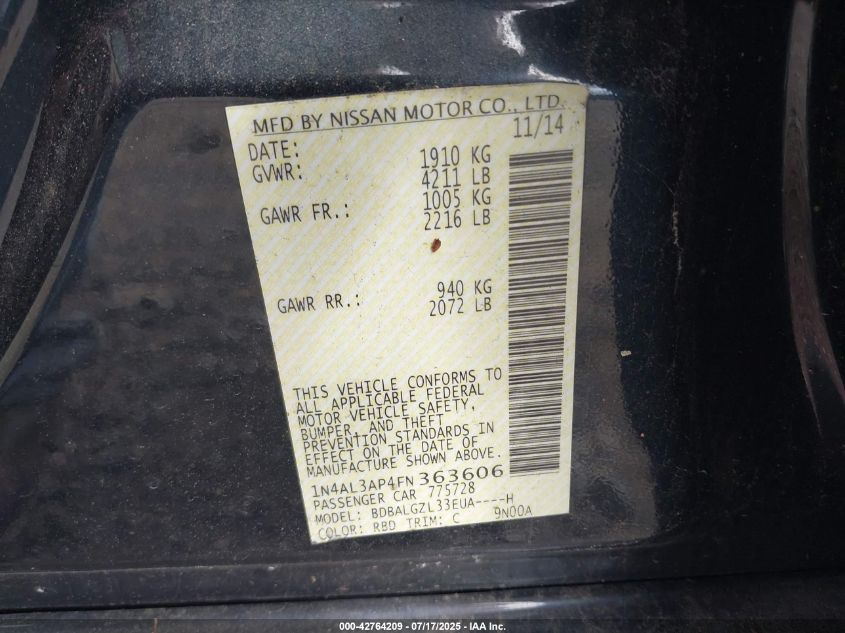 MFD BY NISSAN MOTOR CO., LTD.
DATE: 11/14
GVWR: 1910 KG
4211 LB
GAWR FR.: 1005 KG
2216 LB
GAWR RR.: 940 KG
2072 LB
THIS VEHICLE CONFORMS TO
ALL APPLICABLE FEDERAL
MOTOR VEHICLE SAFETY,
BUMPER, AND THEFT
PREVENTION STANDARDS IN
EFFECT ON THE DATE OF
MANUFACTURE SHOWN ABOVE.
1N4AL3AP4FN 363606
PASSENGER CAR 775728
MODEL: BDBALGZL33EUA----H
COLOR: RBD TRIM: C 9N00A
000-42764209 / 07/17/2025 - IAA Inc.